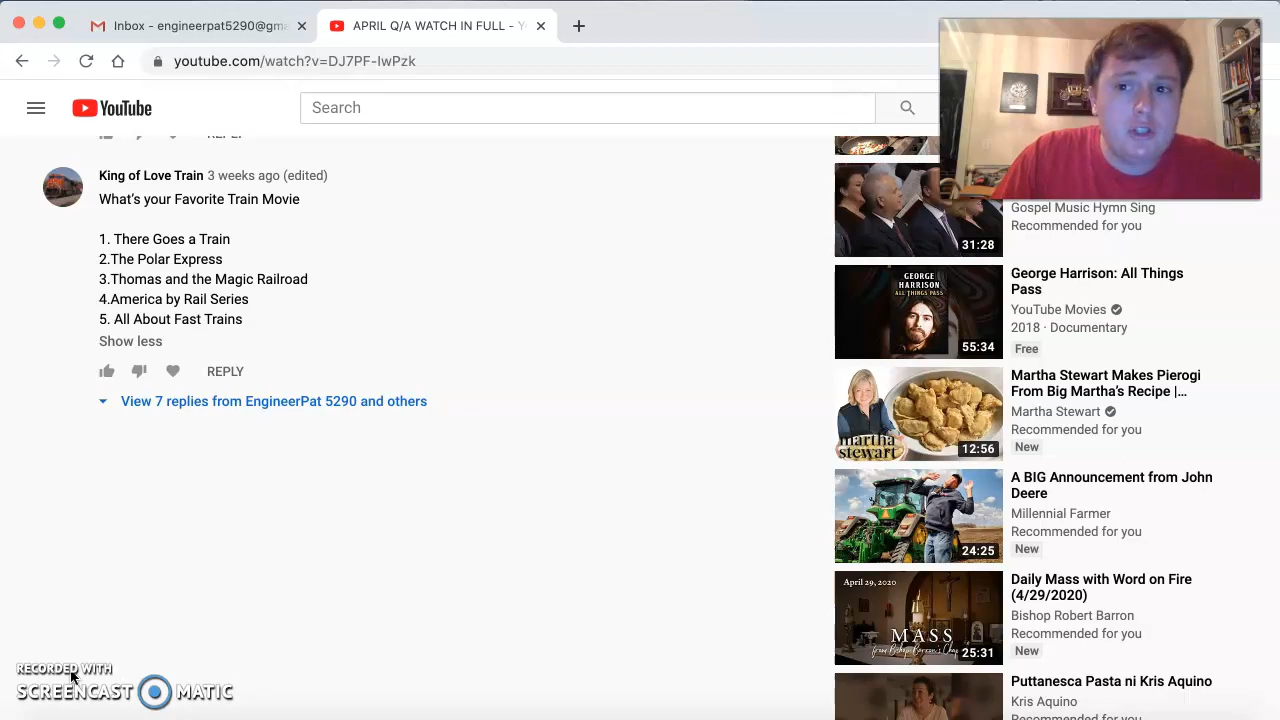 Inbox - engineerpat5290@gm
APRIL Q/A WATCH IN FULL - Y
youtube.com/watch?v=DJ7PF-IwPzk
YouTube
Search
REPLY
King of Love Train 3 weeks ago (edited)
What's your Favorite Train Movie
1. There Goes a Train
2.The Polar Express
3.Thomas and the Magic Railroad
4.America by Rail Series
5. All About Fast Trains
Show less
REPLY
View 7 replies from EngineerPat 5290 and others
31:28
Gospel Music Hymn Sing
Recommended for you
GEORGE
HARRISON
ALL THINGS PASS
55:34
George Harrison: All Things
Pass
YouTube Movies
2018 · Documentary
Free
martha
stewart
12:56
Martha Stewart Makes Pierogi
From Big Martha's Recipe |...
Martha Stewart
Recommended for you
New
24:25
A BIG Announcement from John
Deere
Millennial Farmer
Recommended for you
New
April 29, 2020
MASS
from Bishop Barron's Chap
25:31
Daily Mass with Word on Fire
(4/29/2020)
Bishop Robert Barron
Recommended for you
New
Puttanesca Pasta ni Kris Aquino
Kris Aquino
Recommended for you
RECORDED WITH
SCREENCAST MATIC